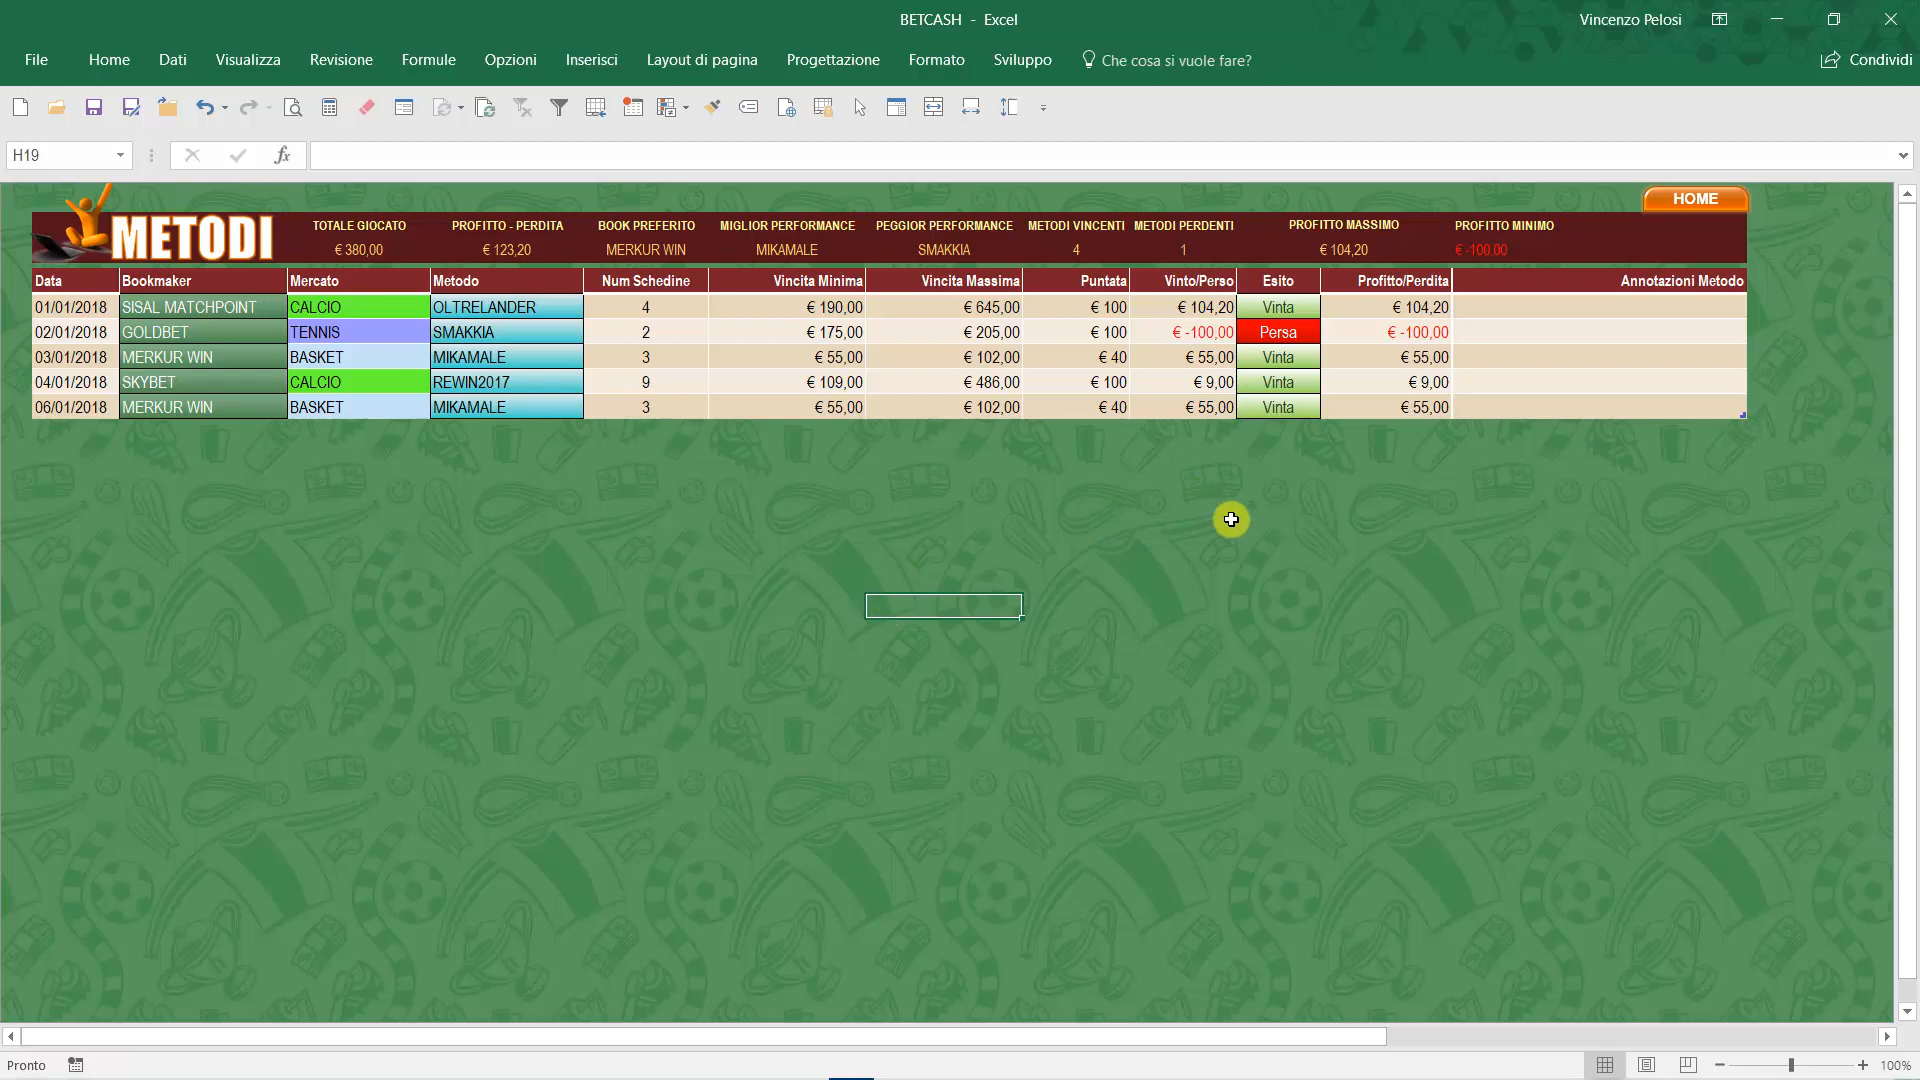 BETCASH - Excel
Vincenzo Pelosi
File Home Dati Visualizza Revisione Formule Opzioni Inserisci Layout di pagina Progettazione Formato Sviluppo Che cosa si vuole fare? Condividi
H19
fx
HOME
METODI
TOTALE GIOCATO PROFITTO - PERDITA BOOK PREFERITO MIGLIOR PERFORMANCE PEGGIOR PERFORMANCE METODI VINCENTI METODI PERDENTI PROFITTO MASSIMO PROFITTO MINIMO
€ 380,00 € 123,20 MERKUR WIN MIKAMALE SMAKKIA 4 1 € 104,20 € -100,00
Data Bookmaker Mercato Metodo Num Schedine Vincita Minima Vincita Massima Puntata Vinto/Perso Esito Profitto/Perdita Annotazioni Metodo
01/01/2018 SISAL MATCHPOINT CALCIO OLTRELANDER 4 € 190,00 € 645,00 € 100 € 104,20 Vinta € 104,20
02/01/2018 GOLDBET TENNIS SMAKKIA 2 € 175,00 € 205,00 € 100 € -100,00 Persa € -100,00
03/01/2018 MERKUR WIN BASKET MIKAMALE 3 € 55,00 € 102,00 € 40 € 55,00 Vinta € 55,00
04/01/2018 SKYBET CALCIO REWIN2017 9 € 109,00 € 486,00 € 100 € 9,00 Vinta € 9,00
06/01/2018 MERKUR WIN BASKET MIKAMALE 3 € 55,00 € 102,00 € 40 € 55,00 Vinta € 55,00
Pronto
100%